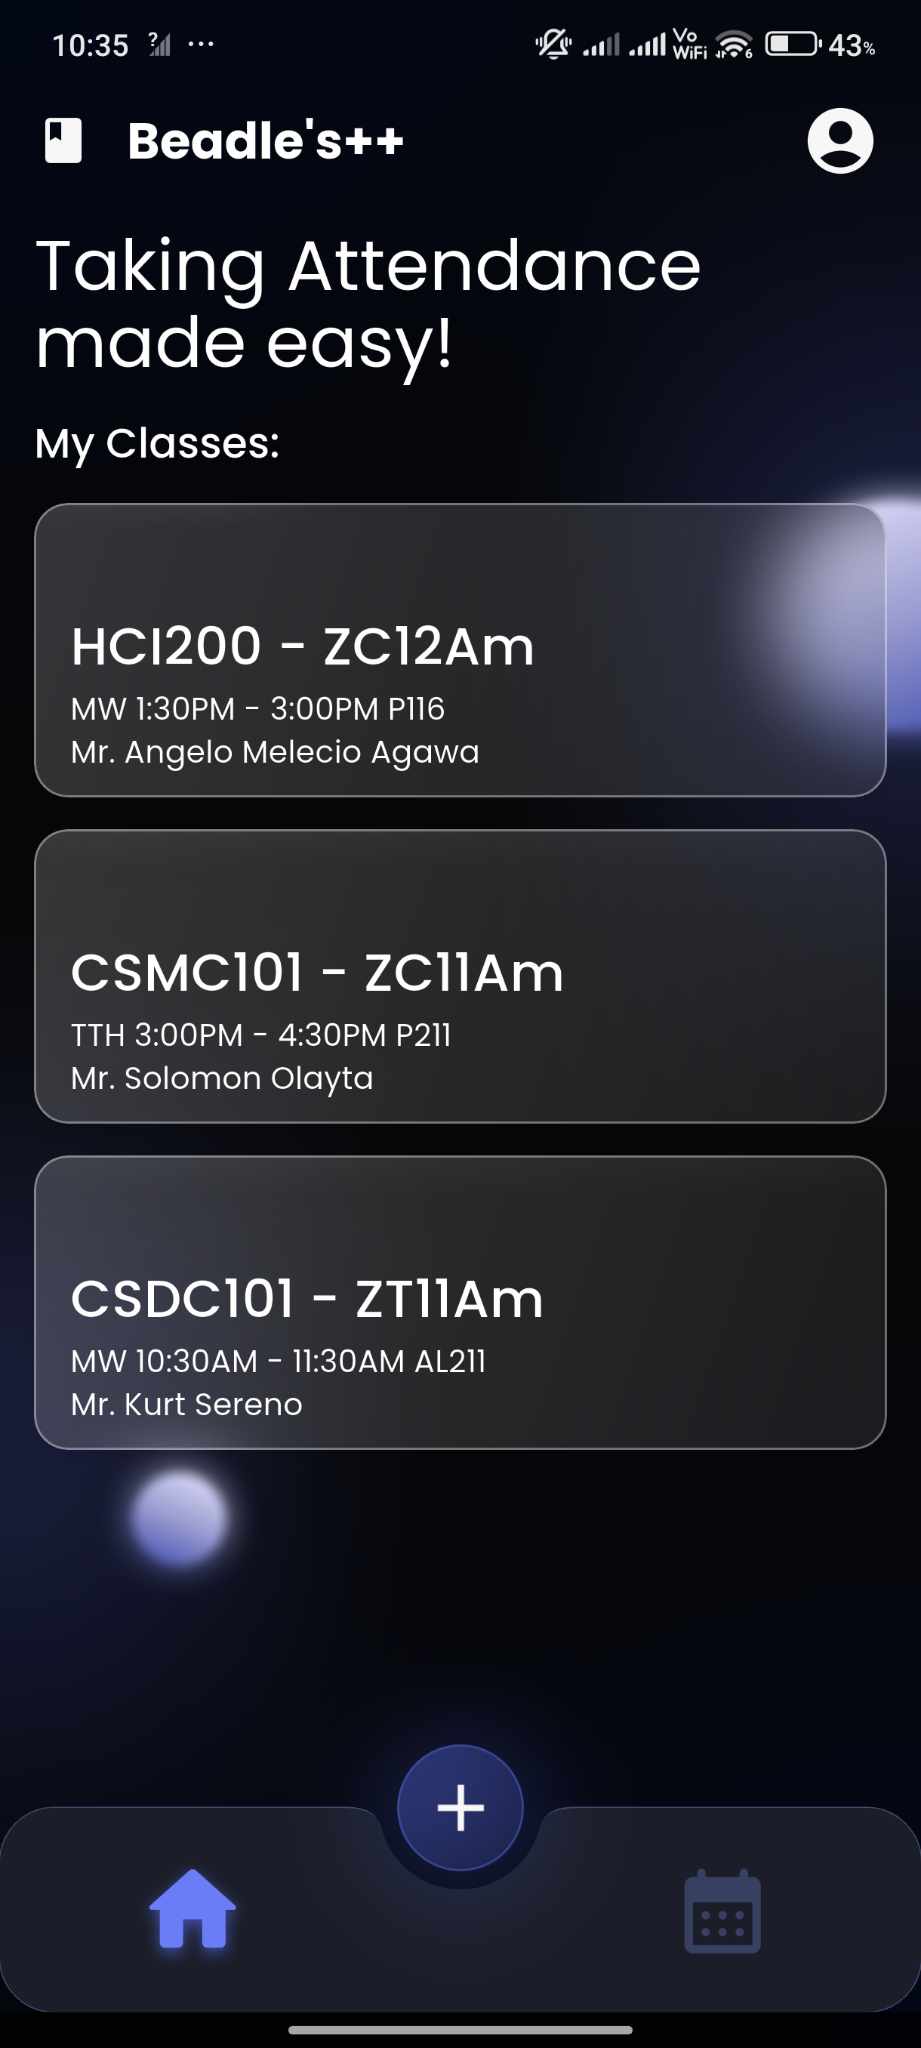 10:35 ? ... Vo WiFi 6 43%
Beadle's++
Taking Attendance
made easy!
My Classes:
HCI200 - ZC12Am
MW 1:30PM - 3:00PM P116
Mr. Angelo Melecio Agawa
CSMC101 - ZC11Am
TTH 3:00PM - 4:30PM P211
Mr. Solomon Olayta
CSDC101 - ZT11Am
MW 10:30AM - 11:30AM AL211
Mr. Kurt Sereno